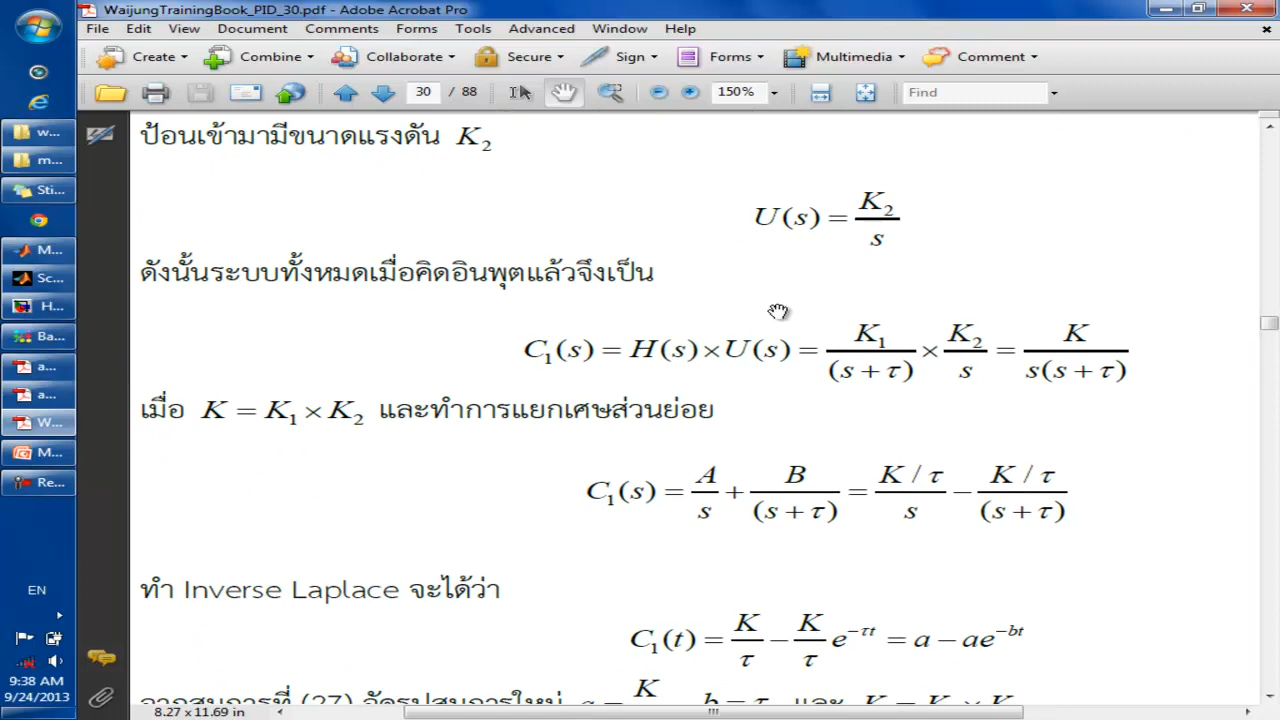 WaijungTrainingBook_PID_30.pdf - Adobe Acrobat Pro
File Edit View Document Comments Forms Tools Advanced Window Help
Create Combine Collaborate Secure Sign Forms Multimedia Comment
30 / 88 150% Find
w...
m...
Sti...
M...
Sc...
H...
Ba...
a...
a...
W...
M...
Re...
EN
9:38 AM
9/24/2013
ป้อนเข้ามามีขนาดแรงดัน K₂
U(s) = K₂ / s
ดังนั้นระบบทั้งหมดเมื่อคิดอินพุตแล้วจึงเป็น
C₁(s) = H(s) × U(s) = K₁ / (s + τ) × K₂ / s = K / s(s + τ)
เมื่อ K = K₁ × K₂ และทำการแยกเศษส่วนย่อย
C₁(s) = A / s + B / (s + τ) = K / τ / s − K / τ / (s + τ)
ทำ Inverse Laplace จะได้ว่า
C₁(t) = K / τ − K / τ e^(−τt) = a − ae^(−bt)
8.27 x 11.69 in